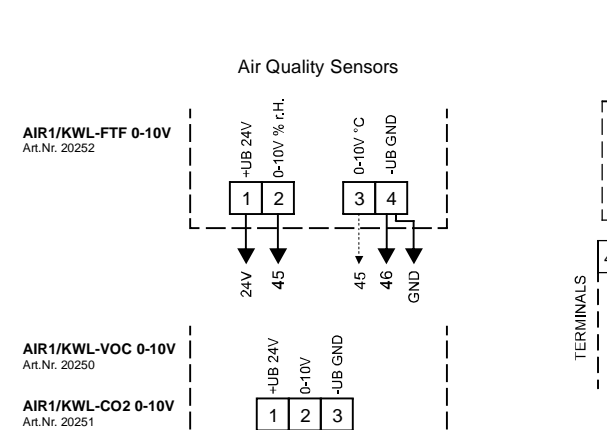 Air Quality Sensors
AIR1/KWL-FTF 0-10V
Art.Nr. 20252
+UB 24V
0-10V % r.H.
0-10V °C
-UB GND
1 2 3 4
24V
45
45
46
GND
TERMINALS
4
AIR1/KWL-VOC 0-10V
Art.Nr. 20250
AIR1/KWL-CO2 0-10V
Art.Nr. 20251
+UB 24V
0-10V
-UB GND
1 2 3